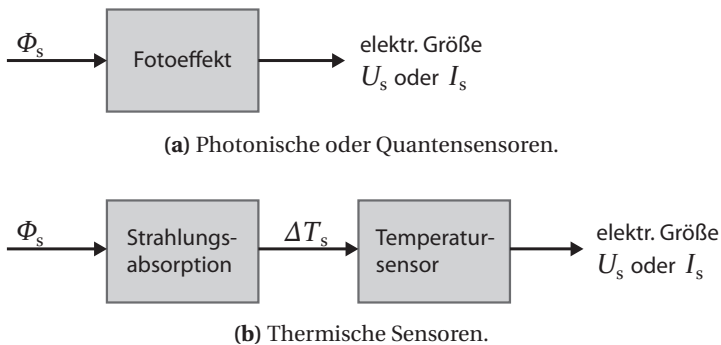 Φs
Fotoeffekt
elektr. Größe
Us oder Is
(a) Photonische oder Quantensensoren.
Φs
Strahlungs-
absorption
ΔTs
Temperatur-
sensor
elektr. Größe
Us oder Is
(b) Thermische Sensoren.